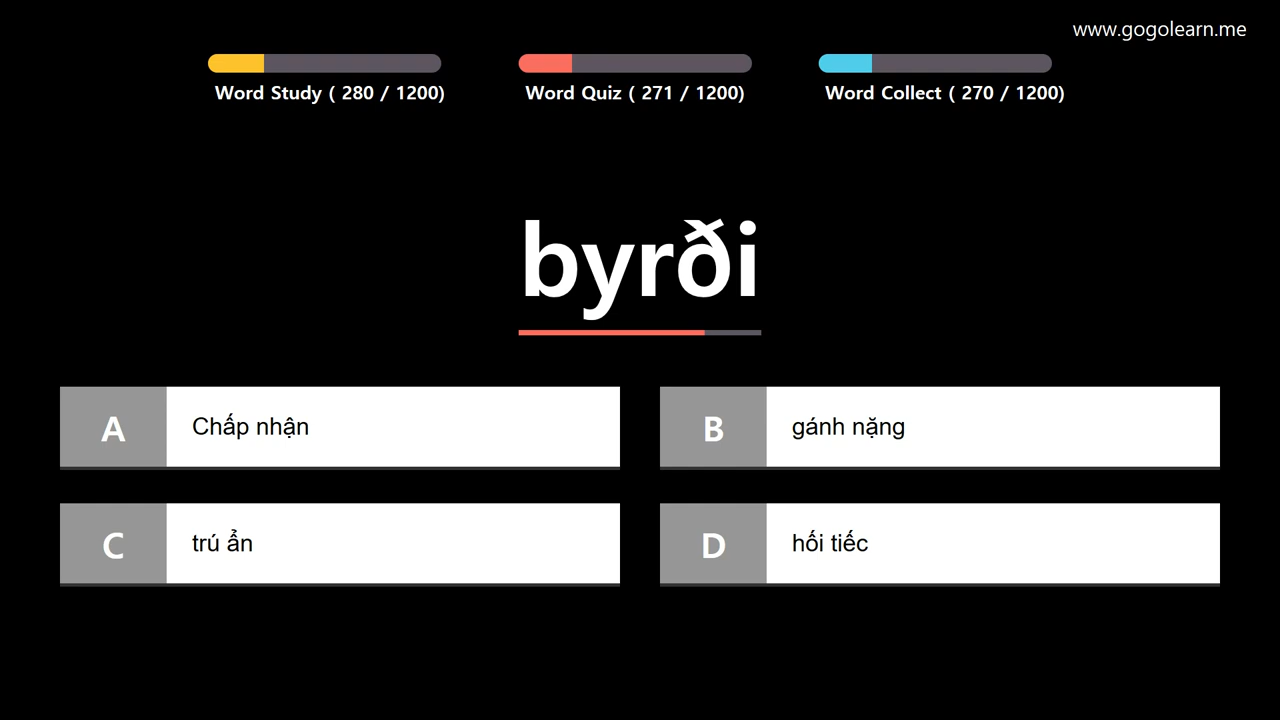 www.gogolearn.me
Word Study ( 280 / 1200)
Word Quiz ( 271 / 1200)
Word Collect ( 270 / 1200)
byrði
A
Chấp nhận
B
gánh nặng
C
trú ẩn
D
hối tiếc